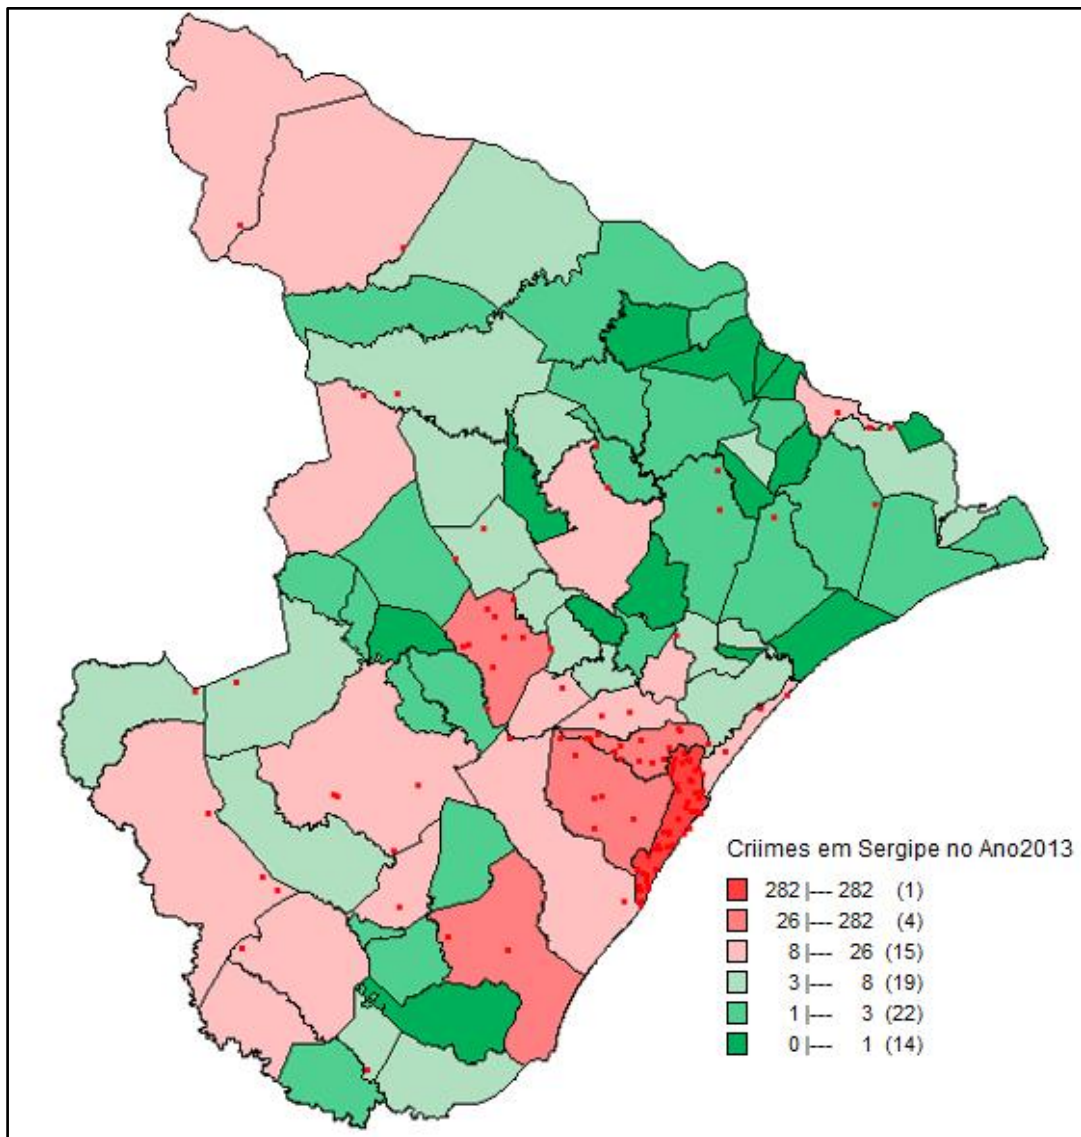 Criimes em Sergipe no Ano2013
282 |--- 282 (1)
26 |--- 282 (4)
8 |--- 26 (15)
3 |--- 8 (19)
1 |--- 3 (22)
0 |--- 1 (14)